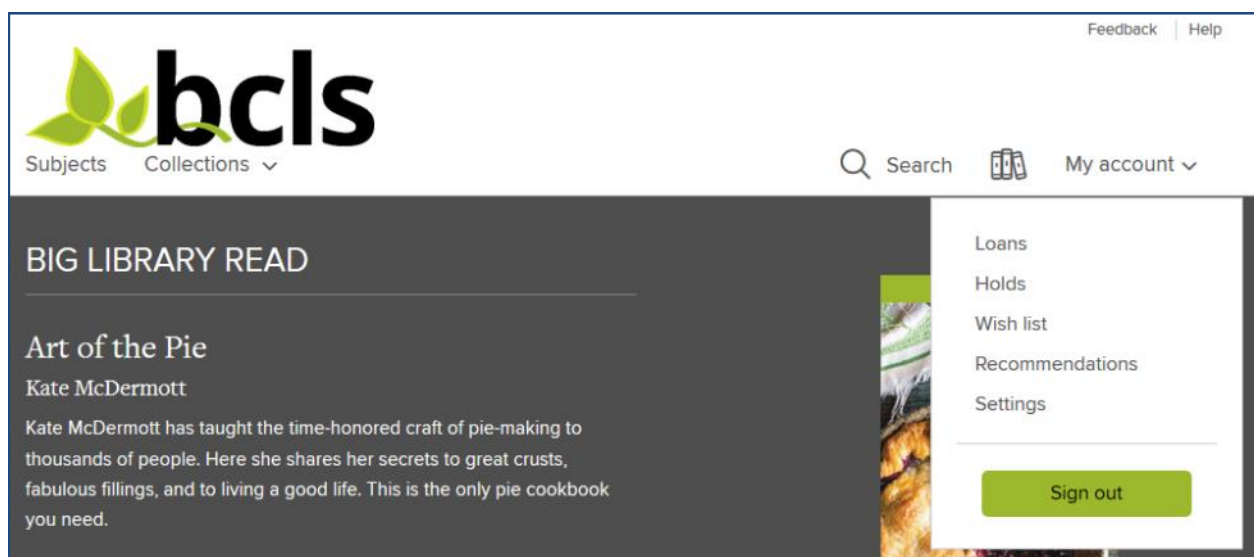 Feedback Help
bcls
Subjects Collections
Search My account
Loans
Holds
Wish list
Recommendations
Settings
Sign out
BIG LIBRARY READ
Art of the Pie
Kate McDermott
Kate McDermott has taught the time-honored craft of pie-making to
thousands of people. Here she shares her secrets to great crusts,
fabulous fillings, and to living a good life. This is the only pie cookbook
you need.